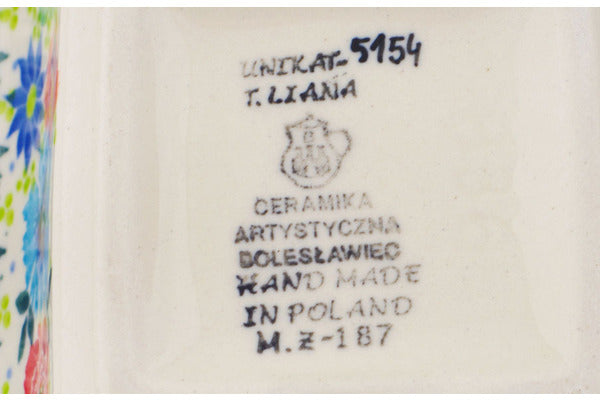 UNIKAT-5154
T. LIANA
CERAMIKA
ARTYSTYCZNA
BOLESŁAWIEC
HAND MADE
IN POLAND
M.Z-187